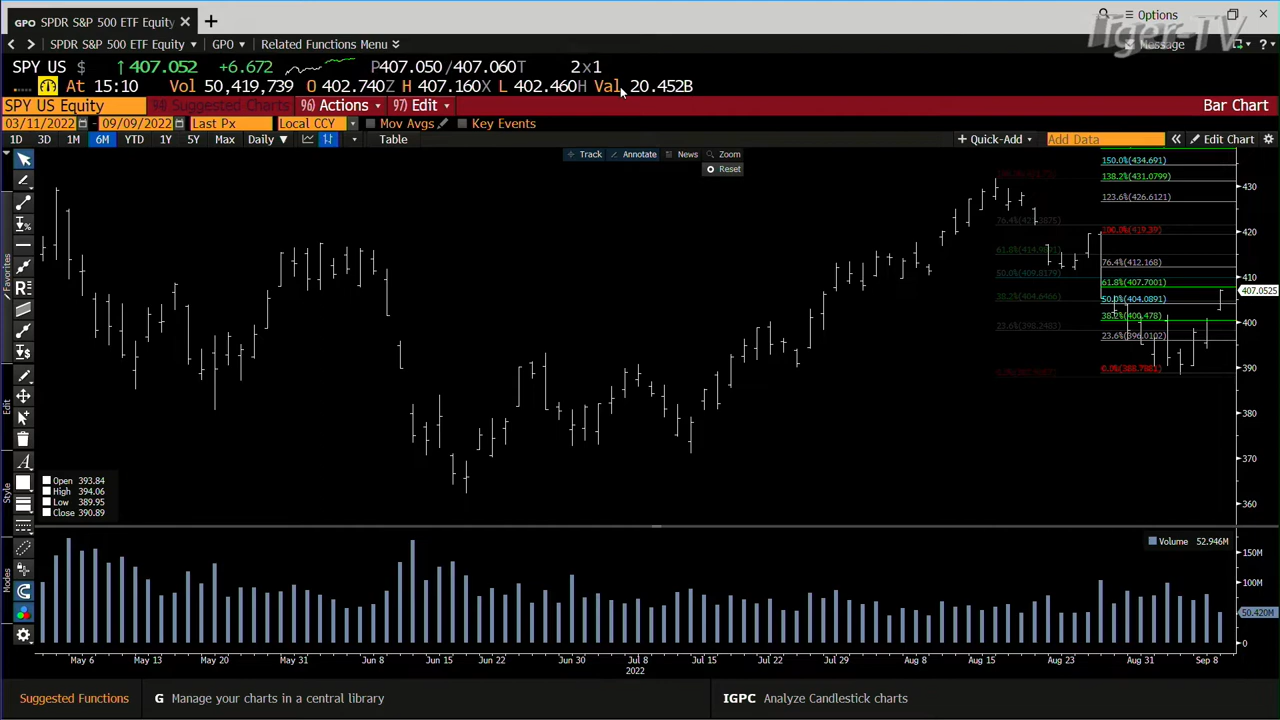 GPO SPDR S&P 500 ETF Equity
Options
Tiger-TV
SPDR S&P 500 ETF Equity GPO Related Functions Menu
Message
SPY US $ 407.052 +6.672 P407.050/407.060T 2x1
At 15:10 Vol 50,419,739 O 402.740Z H 407.160X L 402.460H Val 20.452B
SPY US Equity 94) Suggested Charts 96) Actions 97) Edit Bar Chart
03/11/2022 - 09/09/2022 Last Px Local CCY Mov Avgs Key Events
1D 3D 1M 6M YTD 1Y 5Y Max Daily Table + Quick-Add Add Data Edit Chart
Track Annotate News Zoom
Reset
150.0%(434.691)
138.2%(431.0799)
123.6%(426.6121)
100.0%(419.39)
76.4%(412.168)
61.8%(407.7001)
50.0%(404.0891)
38.2%(400.478)
23.6%(396.0102)
430
420
410
407.0525
400
390
380
370
360
Favorites
Edit
Style
Modes
Open 393.84
High 394.06
Low 389.95
Close 390.89
Volume 52.946M
150M
100M
50.420M
0
May 6 May 13 May 20 May 31 Jun 8 Jun 15 Jun 22 Jun 30 Jul 8 Jul 15 Jul 22 Jul 29 Aug 8 Aug 15 Aug 23 Aug 31 Sep 8
2022
Suggested Functions G Manage your charts in a central library IGPC Analyze Candlestick charts